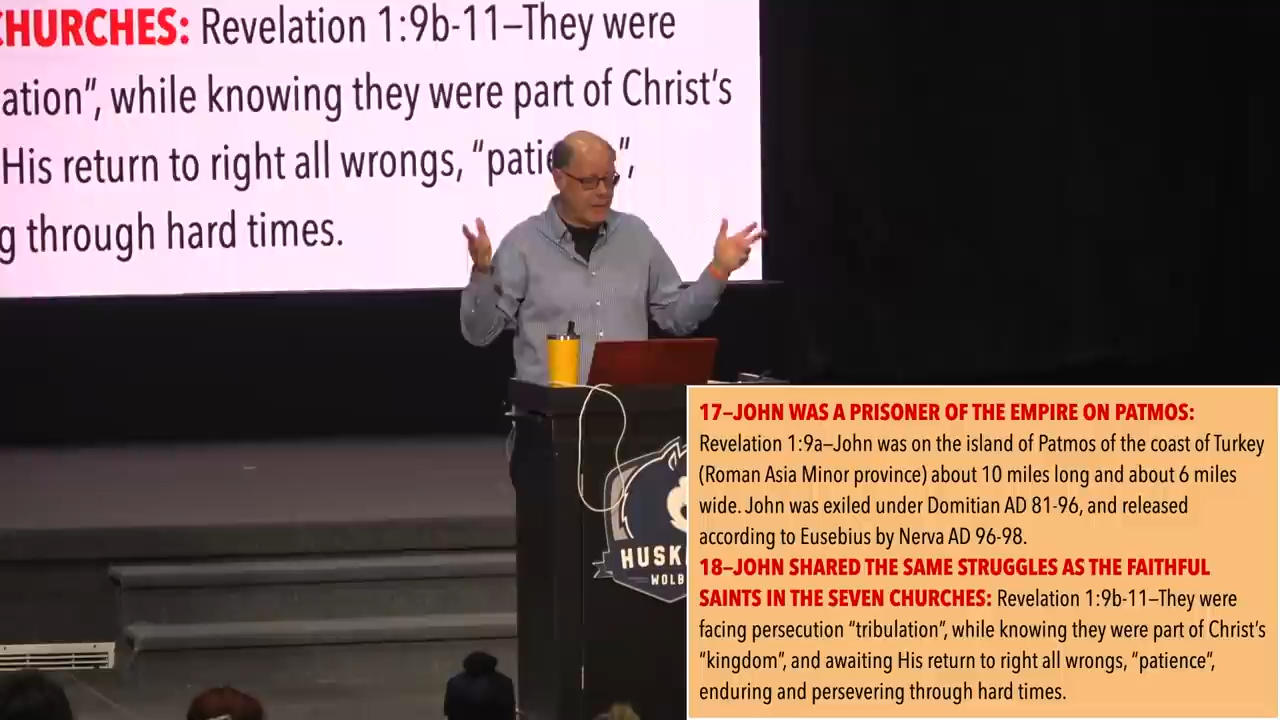 CHURCHES: Revelation 1:9b-11–They were
ation”, while knowing they were part of Christ’s
His return to right all wrongs, “patie ”,
g through hard times.
17–JOHN WAS A PRISONER OF THE EMPIRE ON PATMOS:
Revelation 1:9a–John was on the island of Patmos of the coast of Turkey
(Roman Asia Minor province) about 10 miles long and about 6 miles
wide. John was exiled under Domitian AD 81-96, and released
according to Eusebius by Nerva AD 96-98.
18–JOHN SHARED THE SAME STRUGGLES AS THE FAITHFUL
SAINTS IN THE SEVEN CHURCHES: Revelation 1:9b-11–They were
facing persecution “tribulation”, while knowing they were part of Christ’s
“kingdom”, and awaiting His return to right all wrongs, “patience”,
enduring and persevering through hard times.
HUSK
WOLB